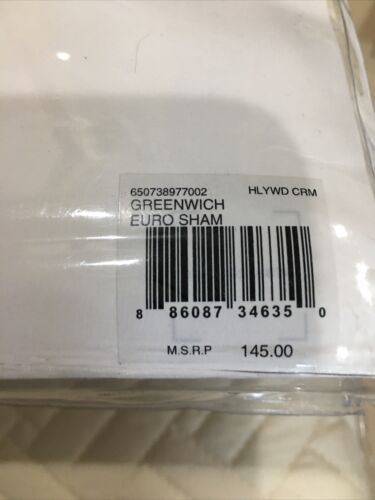 650738977002 HLYWD CRM
GREENWICH
EURO SHAM
8 86087 34635 0
M.S.R.P 145.00